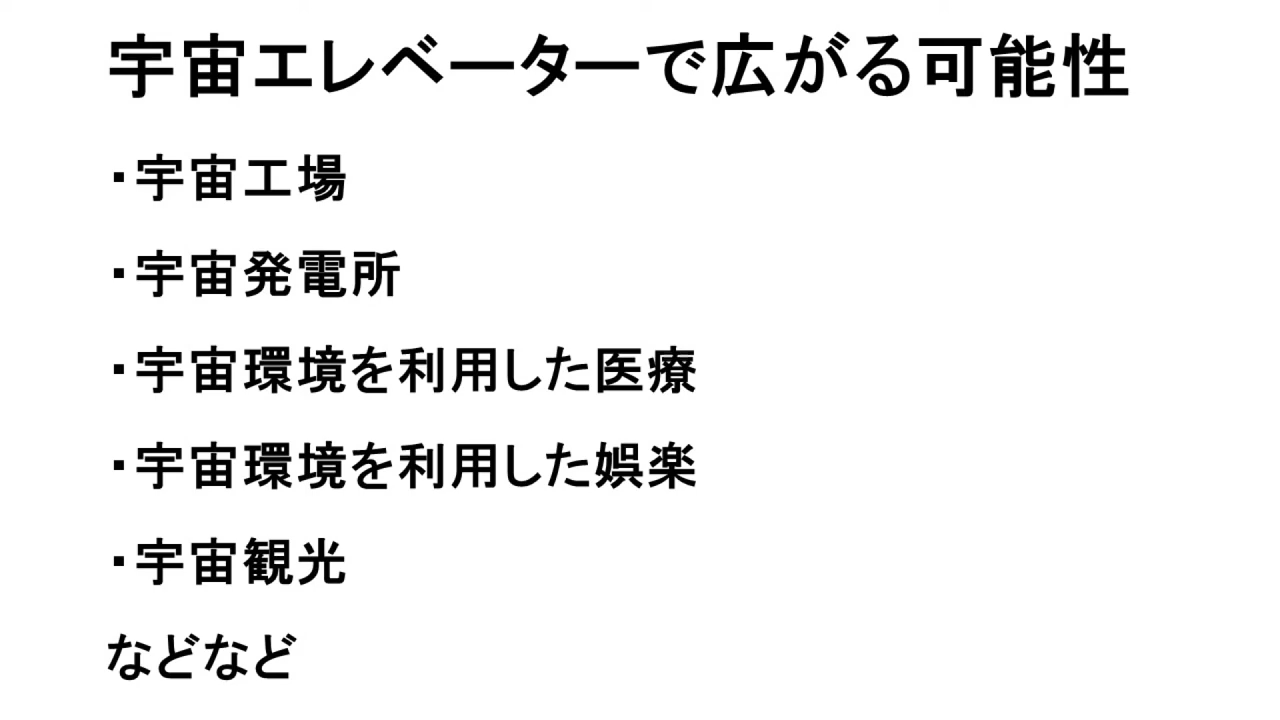 宇宙エレベーターで広がる可能性
・宇宙工場
・宇宙発電所
・宇宙環境を利用した医療
・宇宙環境を利用した娯楽
・宇宙観光
などなど